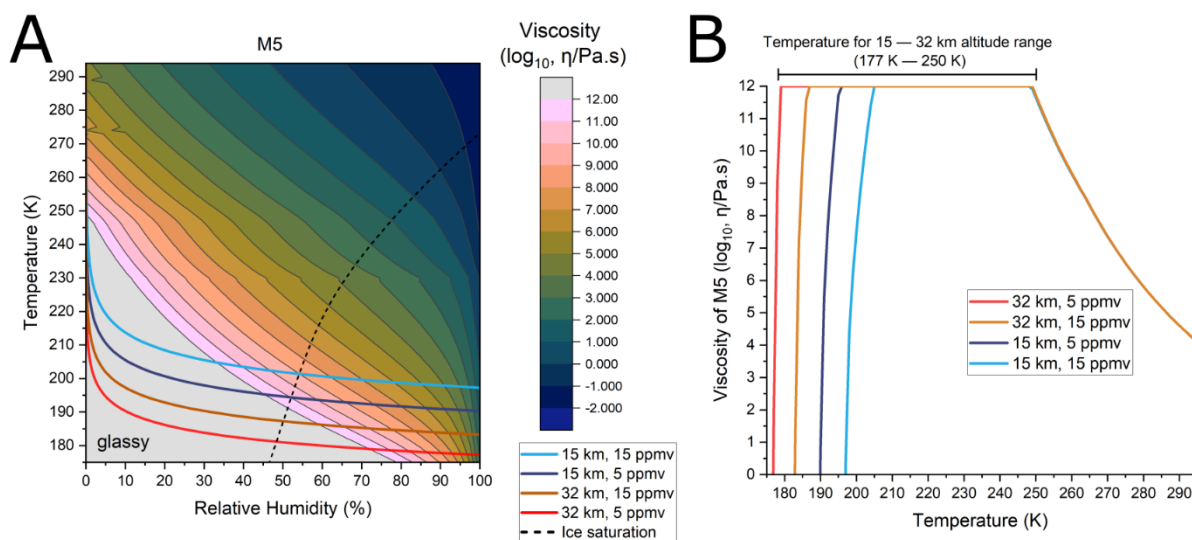 A
M5
Viscosity
(log₁₀, η/Pa.s)
290
280
270
260
250
240
230
220
210
200
190
180
Temperature (K)
glassy
0 10 20 30 40 50 60 70 80 90 100
Relative Humidity (%)
12.00
11.00
10.00
9.000
8.000
7.000
6.000
5.000
4.000
3.000
2.000
1.000
0.000
-1.000
-2.000
15 km, 15 ppmv
15 km, 5 ppmv
32 km, 15 ppmv
32 km, 5 ppmv
Ice saturation
B
Temperature for 15 — 32 km altitude range
(177 K — 250 K)
12
11
10
9
8
7
6
5
4
3
2
1
0
Viscosity of M5 (log₁₀, η/Pa.s)
32 km, 5 ppmv
32 km, 15 ppmv
15 km, 5 ppmv
15 km, 15 ppmv
180 190 200 210 220 230 240 250 260 270 280 290
Temperature (K)